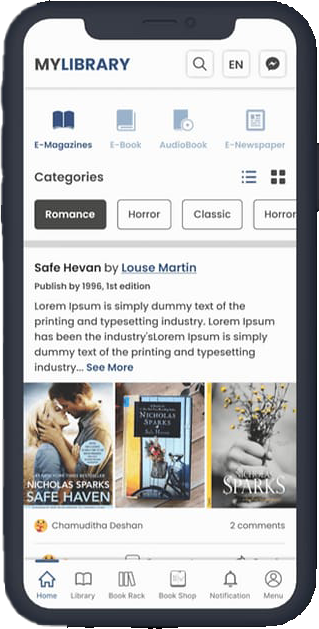 MYLIBRARY EN
E-Magazines E-Book AudioBook E-Newspaper
Categories
Romance Horror Classic Horror
Safe Hevan by Louse Martin
Publish by 1996, 1st edition
Lorem Ipsum is simply dummy text of the
printing and typesetting industry. Lorem Ipsum
has been the industry'sLorem Ipsum is simply
dummy text of the printing and typesetting
industry... See More
NICHOLAS SPARKS
SAFE HAVEN
NICHOLAS
SPARKS
Safe Haven
NICHOLAS
SPARKS
Chamuditha Deshan 2 comments
Home Library Book Rack Book Shop Notification Menu